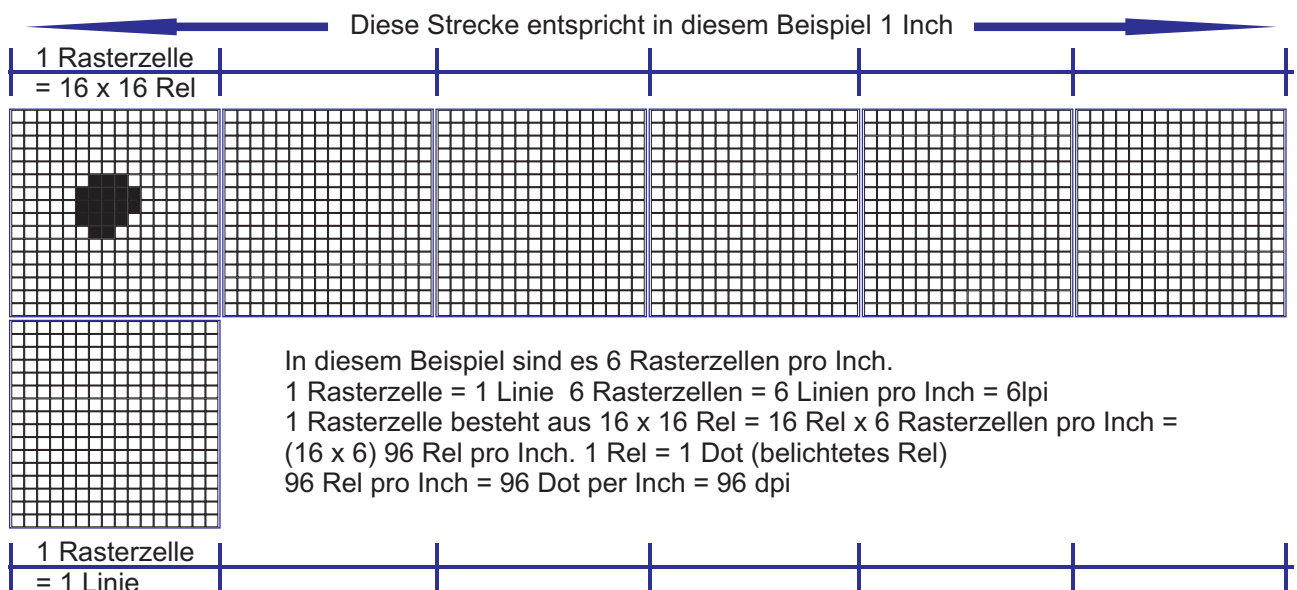 Diese Strecke entspricht in diesem Beispiel 1 Inch
1 Rasterzelle
= 16 x 16 Rel
In diesem Beispiel sind es 6 Rasterzellen pro Inch.
1 Rasterzelle = 1 Linie  6 Rasterzellen = 6 Linien pro Inch = 6lpi
1 Rasterzelle besteht aus 16 x 16 Rel = 16 Rel x 6 Rasterzellen pro Inch =
(16 x 6) 96 Rel pro Inch. 1 Rel = 1 Dot (belichtetes Rel)
96 Rel pro Inch = 96 Dot per Inch = 96 dpi
1 Rasterzelle
= 1 Linie